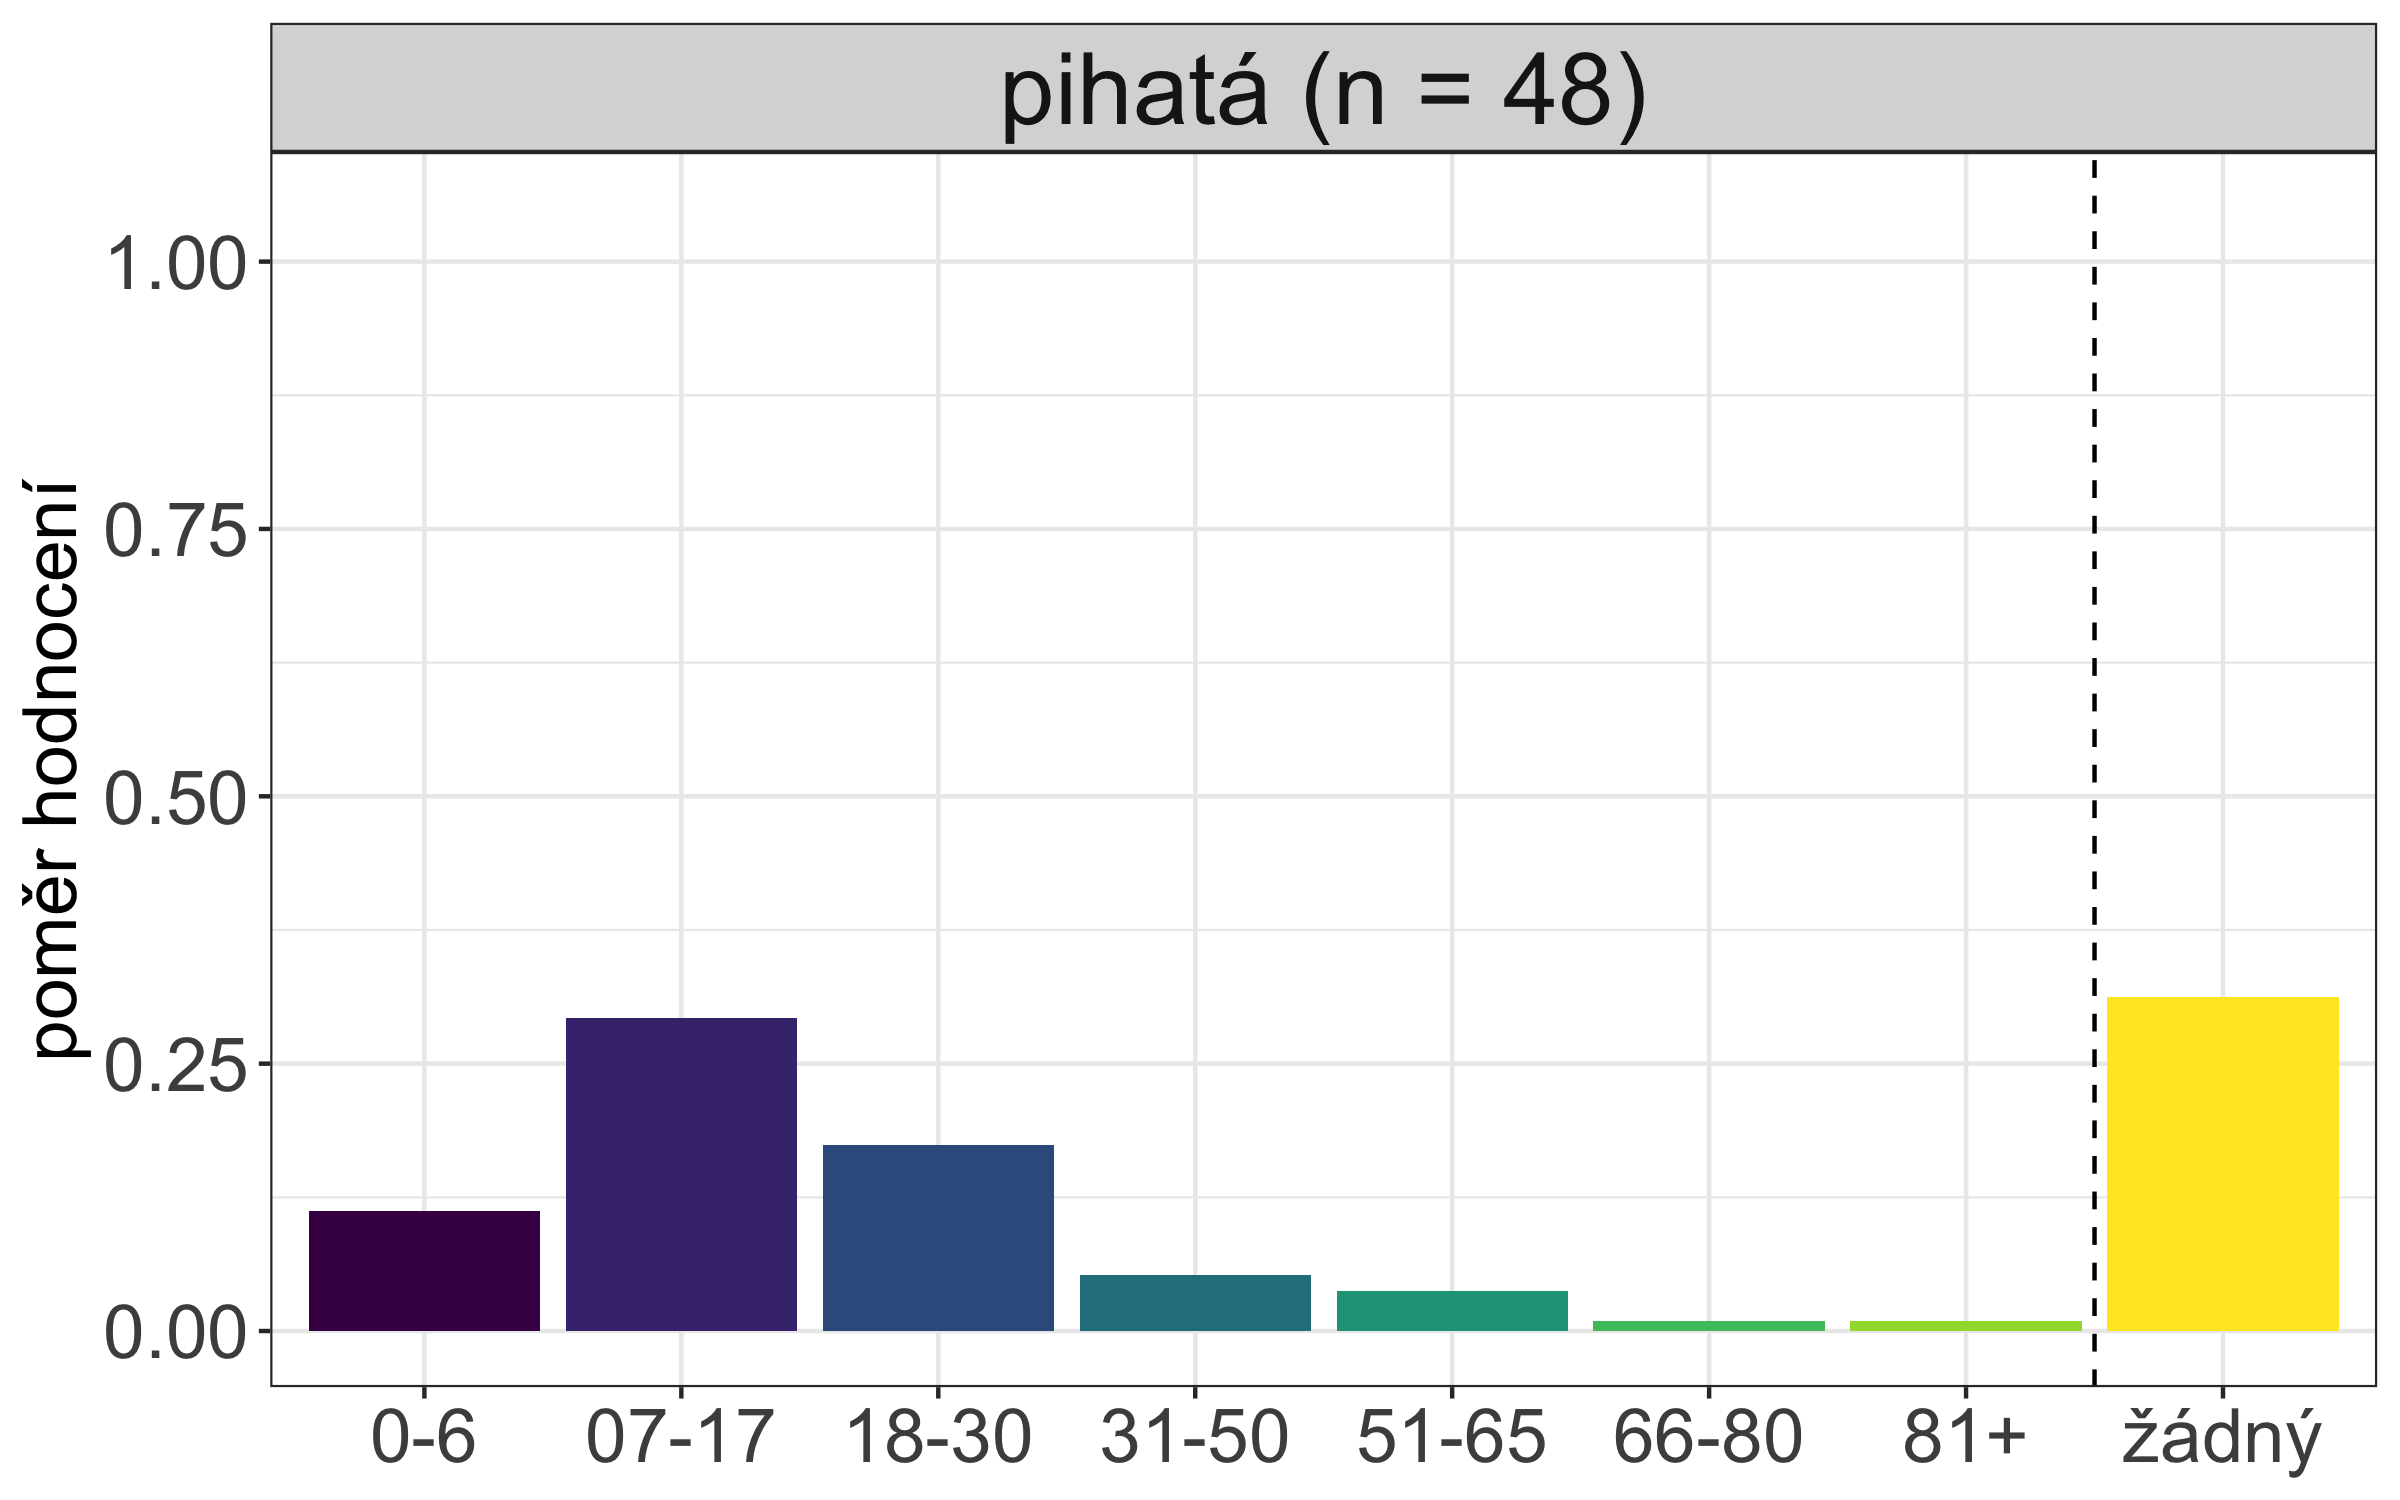 pihatá (n = 48)
poměr hodnocení
1.00
0.75
0.50
0.25
0.00
0-6 07-17 18-30 31-50 51-65 66-80 81+ žádný